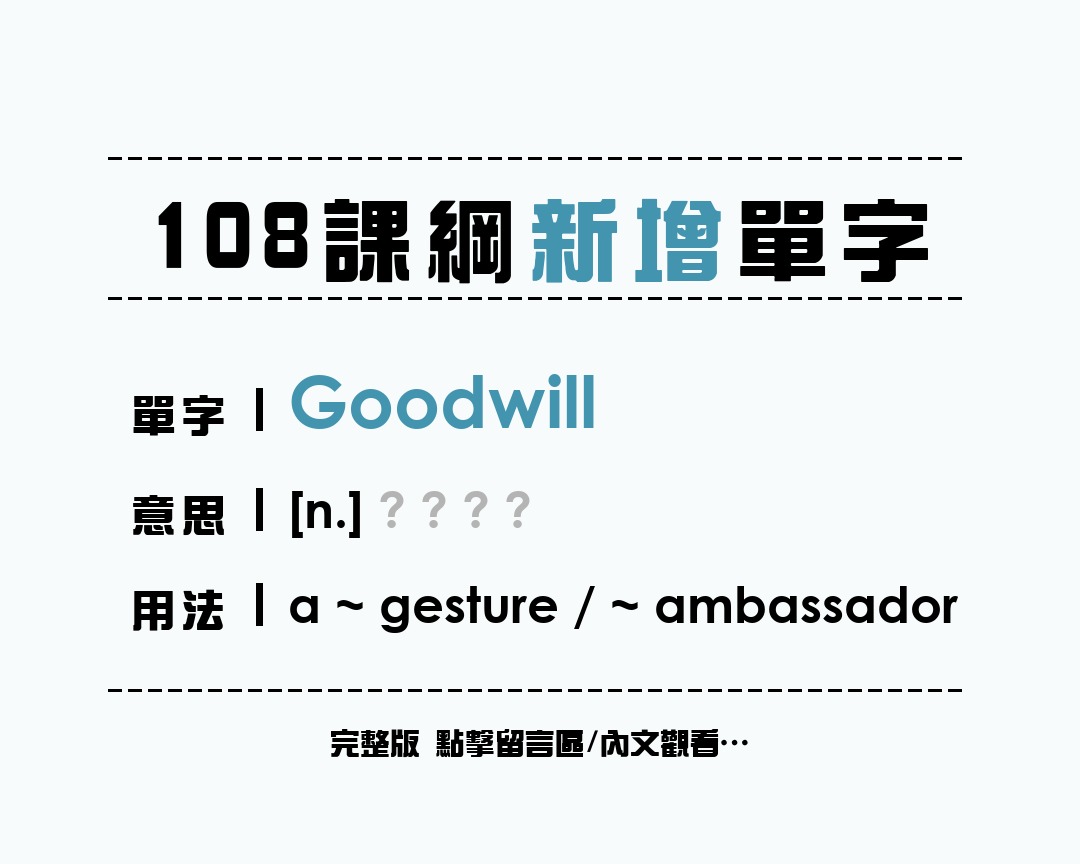 108課綱新增單字
單字 | Goodwill
意思 | [n.] ？？？？
用法 | a ~ gesture / ~ ambassador
完整版 點擊留言區/內文觀看…